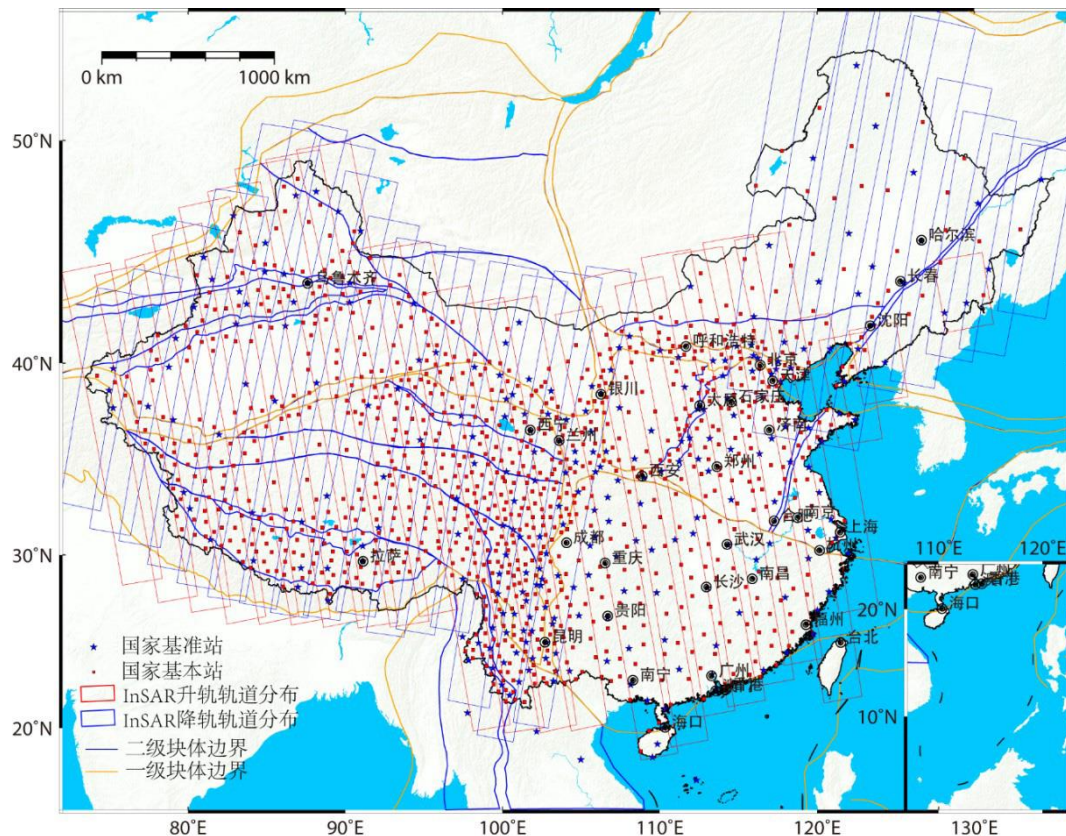 0 km 1000 km
50°N
40°N
30°N
20°N
哈尔滨
长春
乌鲁木齐
沈阳
呼和浩特
北京
天津
银川
太原
石家庄
西宁
兰州
济南
西安
郑州
合肥
南京
上海
成都
武汉
杭州
拉萨
重庆
长沙
南昌
贵阳
福州
昆明
台北
南宁
广州
海口
110°E 120°E
南宁
广州
海口
20°N
10°N
国家基准站
国家基本站
InSAR升轨轨道分布
InSAR降轨轨道分布
二级块体边界
一级块体边界
80°E 90°E 100°E 110°E 120°E 130°E